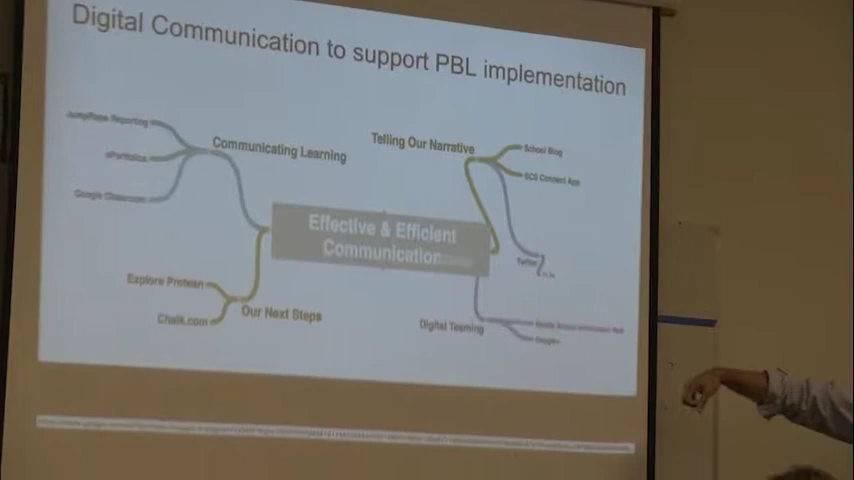 Digital Communication to support PBL implementation
JumpRope Reporting
ePortfolios
Google Classroom
Communicating Learning
Telling Our Narrative
School Blog
SCS Connect App
Twitter
Effective & Efficient
Communication
Explore Protean
Chalk.com
Our Next Steps
Digital Teaming
Google+